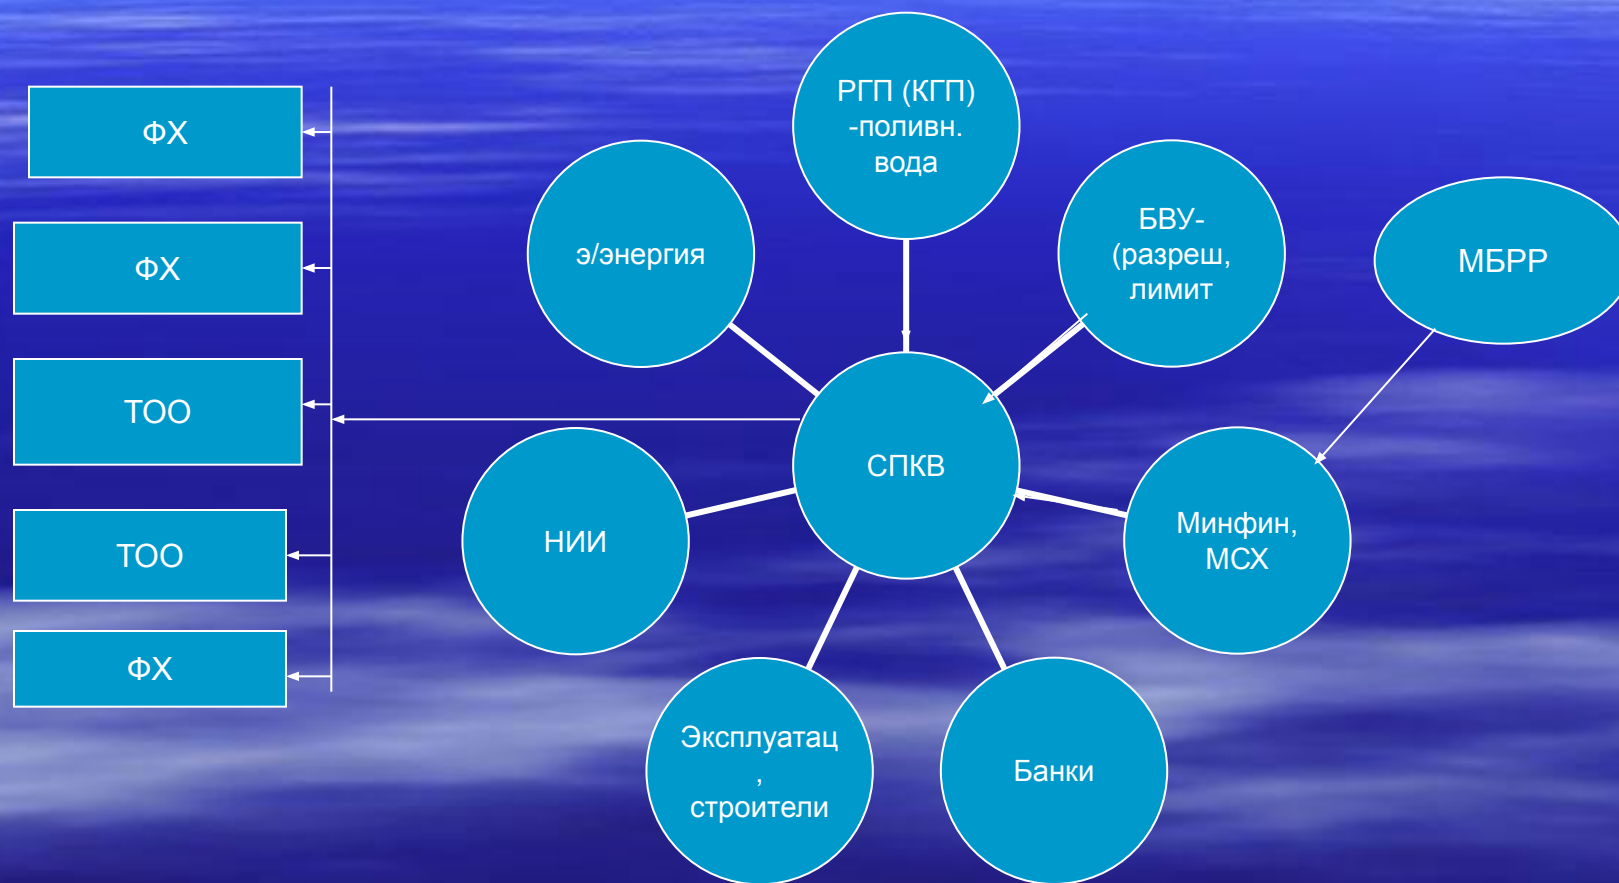 ФХ
ФХ
ТОО
ТОО
ФХ
э/энергия
РГП (КГП)
-поливн.
вода
БВУ-
(разреш,
лимит
МБРР
СПКВ
НИИ
Минфин,
МСХ
Эксплуатац
,
строители
Банки